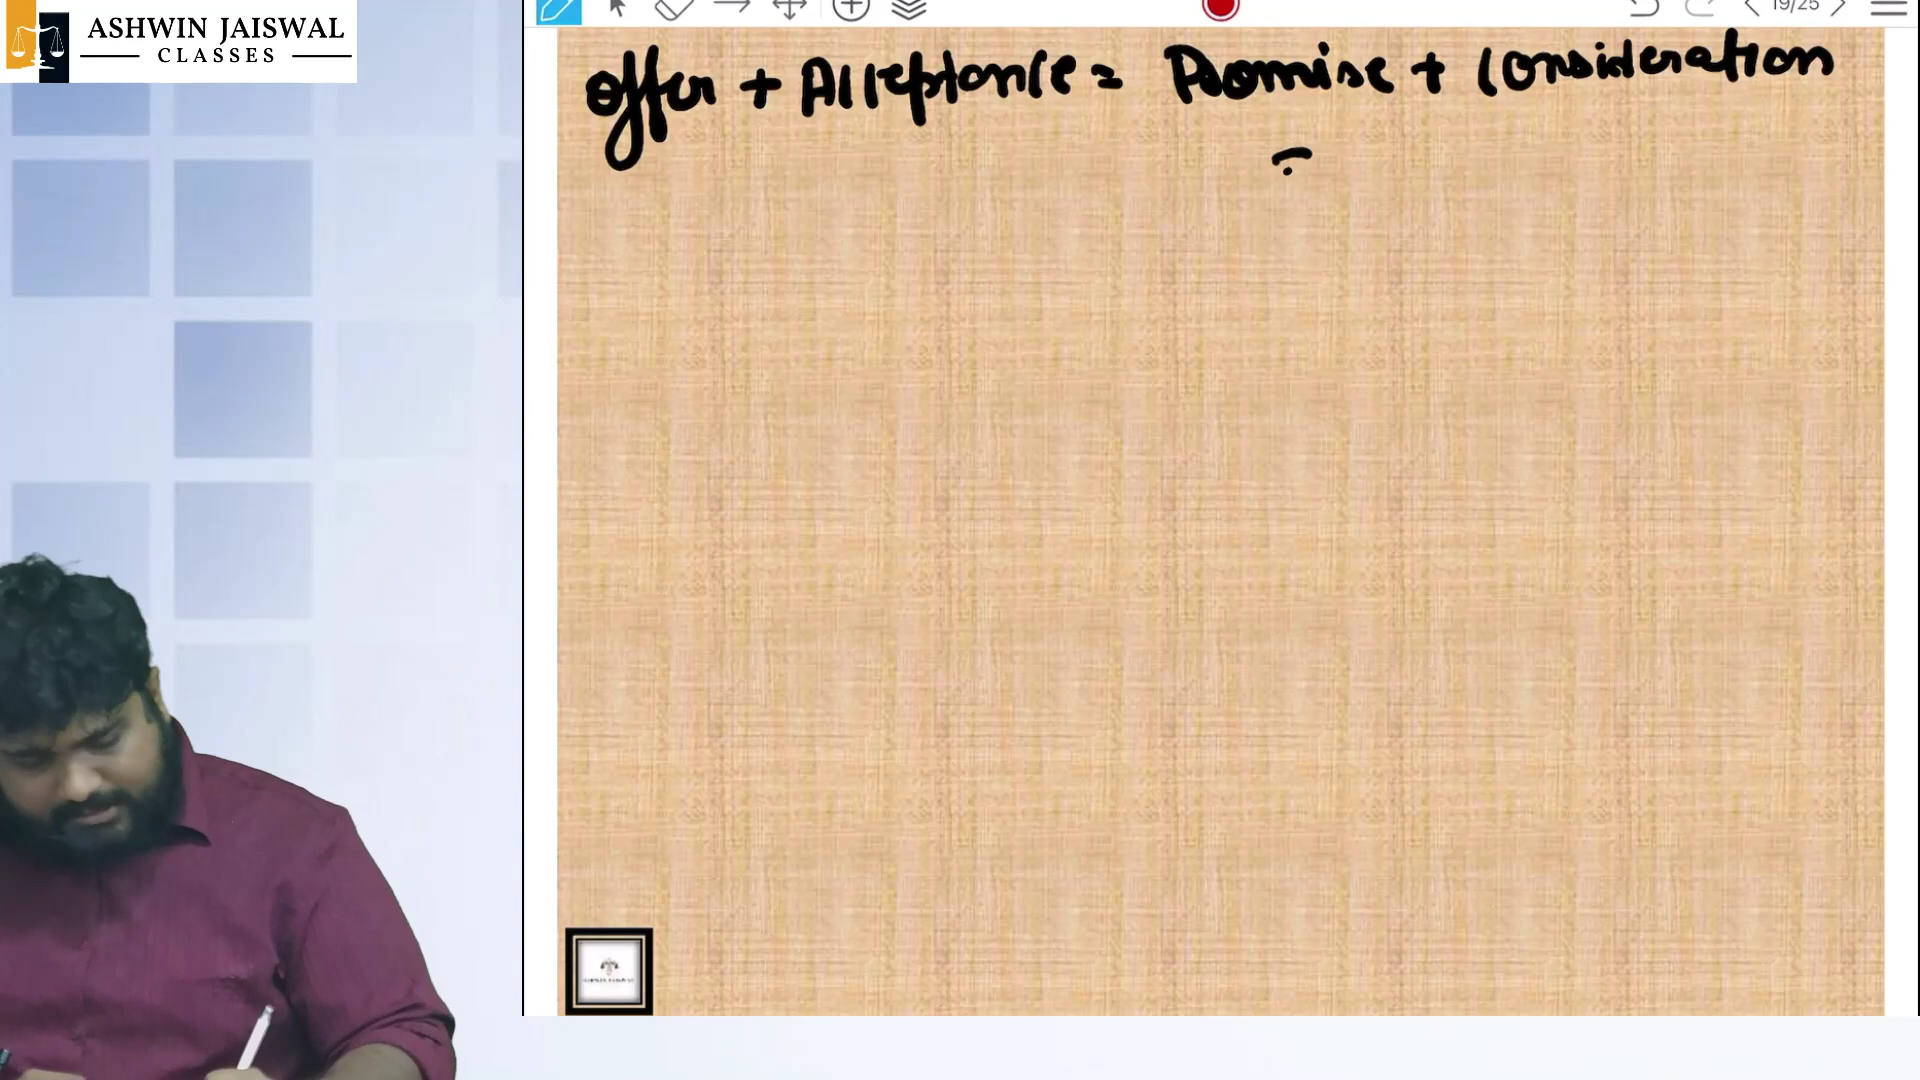 ASHWIN JAISWAL
CLASSES
19/25
Offer + Acceptance = Promise + Consideration